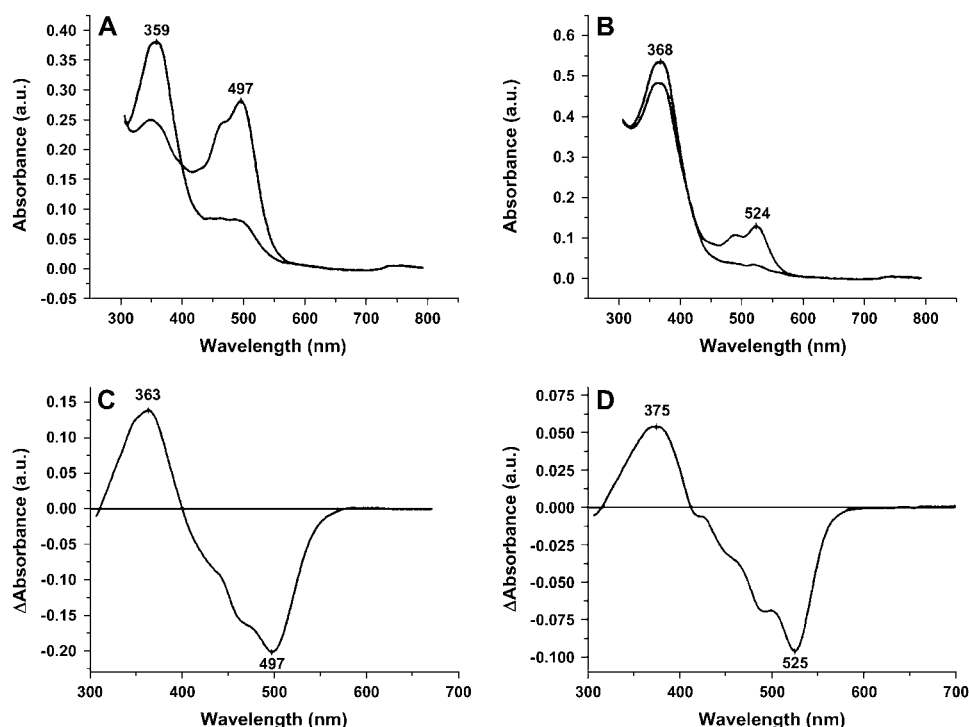 A
359
497
Absorbance (a.u.)
0.40
0.35
0.30
0.25
0.20
0.15
0.10
0.05
0.00
-0.05
300 400 500 600 700 800
Wavelength (nm)
B
368
524
Absorbance (a.u.)
0.6
0.5
0.4
0.3
0.2
0.1
0.0
300 400 500 600 700 800
Wavelength (nm)
C
363
497
ΔAbsorbance (a.u.)
0.15
0.10
0.05
0.00
-0.05
-0.10
-0.15
-0.20
300 400 500 600 700
Wavelength (nm)
D
375
525
ΔAbsorbance (a.u.)
0.075
0.050
0.025
0.000
-0.025
-0.050
-0.075
-0.100
300 400 500 600 700
Wavelength (nm)